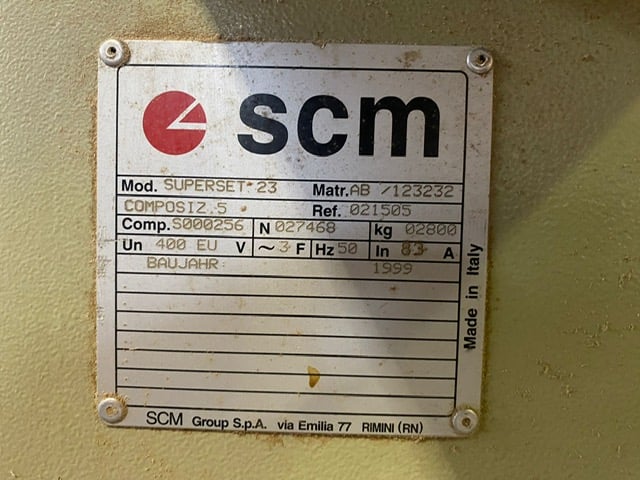 scm
Mod. SUPERSET 23 Matr. AB /123232
COMPOSIZ.5 Ref. 021505
Comp. S000256 N 027468 kg 02800
Un 400 EU V ~ 3 F Hz 50 In 83 A
BAUJAHR 1999
Made in Italy
SCM Group S.p.A. via Emilia 77 RIMINI (RN)